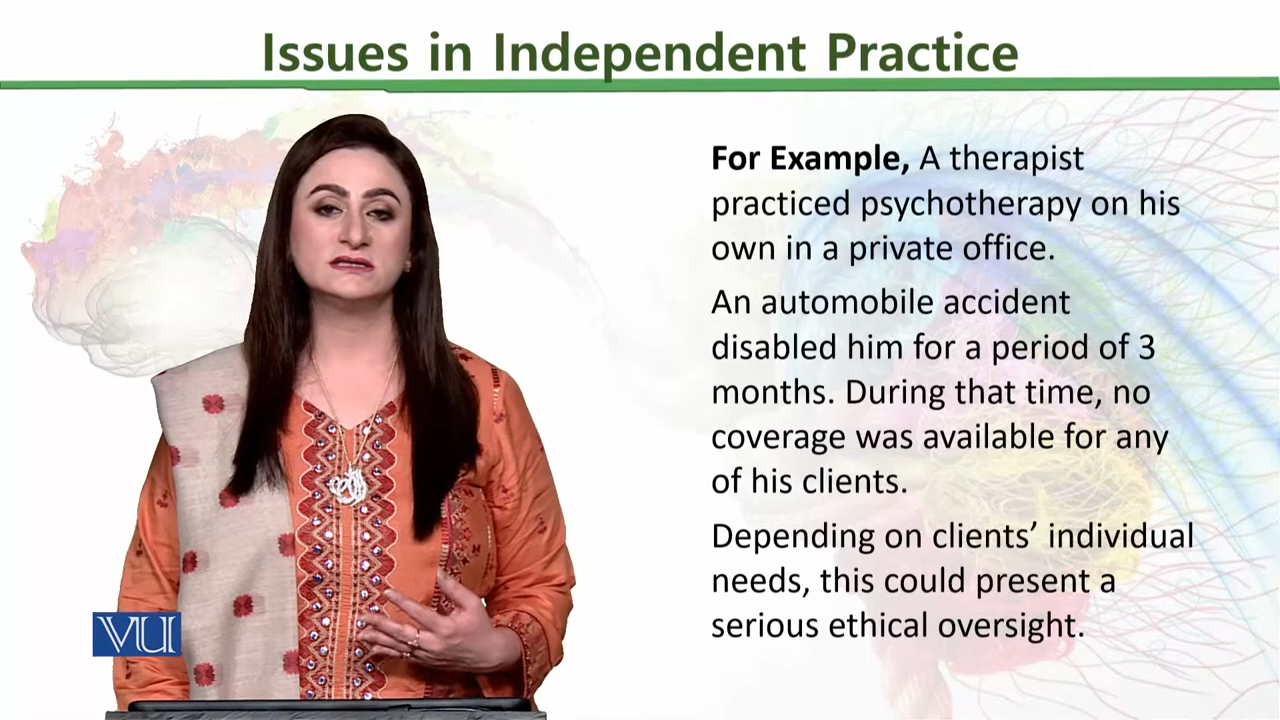 Issues in Independent Practice
For Example, A therapist
practiced psychotherapy on his
own in a private office.
An automobile accident
disabled him for a period of 3
months. During that time, no
coverage was available for any
of his clients.
Depending on clients’ individual
needs, this could present a
serious ethical oversight.
VU